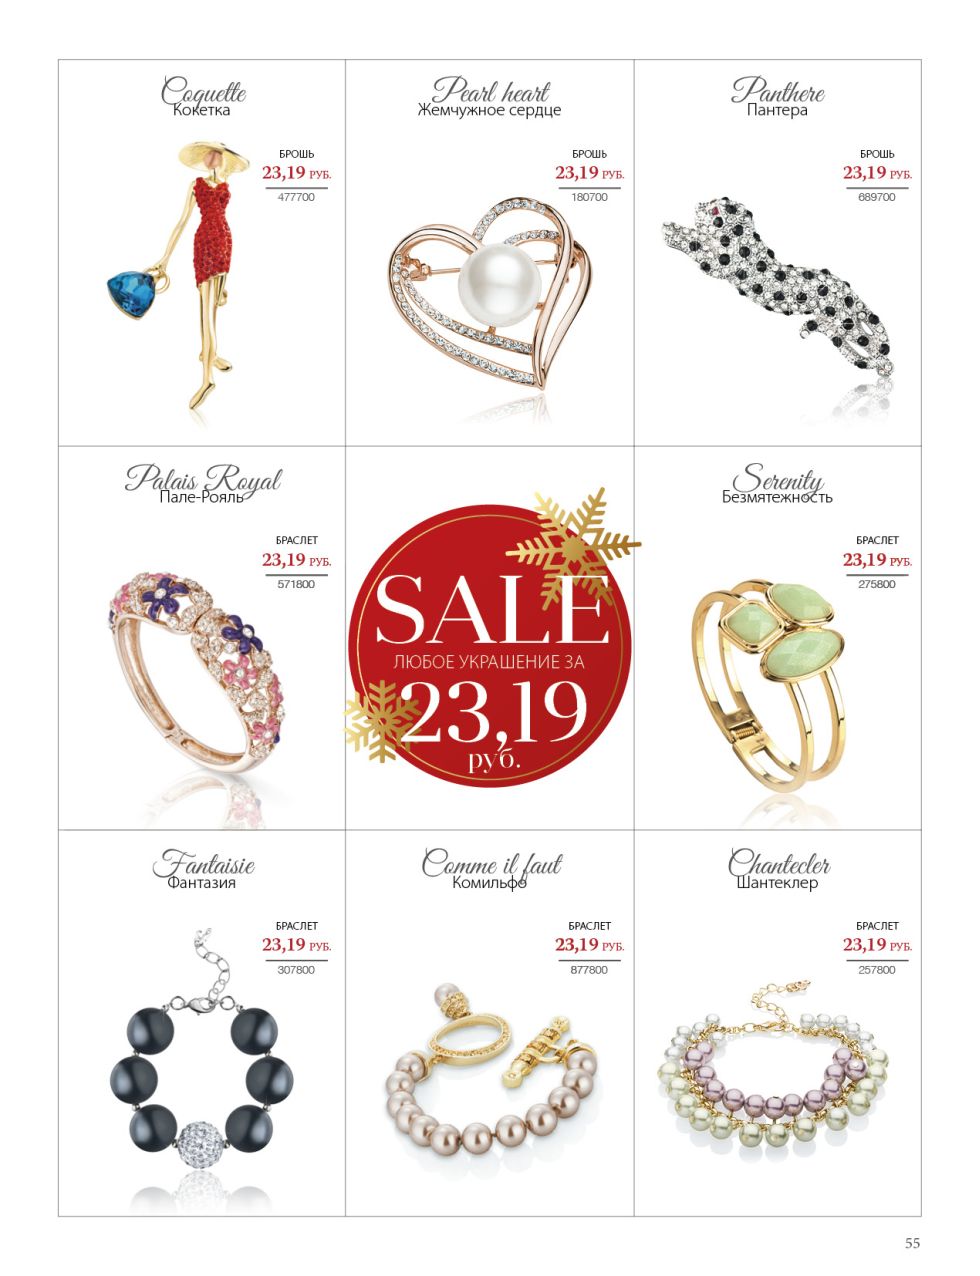 Coquette
Кокетка
БРОШЬ
23,19 РУБ.
477700
Pearl heart
Жемчужное сердце
БРОШЬ
23,19 РУБ.
180700
Panthere
Пантера
БРОШЬ
23,19 РУБ.
689700
Palais Royal
Пале-Рояль
БРАСЛЕТ
23,19 РУБ.
571800
SALE
ЛЮБОЕ УКРАШЕНИЕ ЗА
23,19
руб.
Serenity
Безмятежность
БРАСЛЕТ
23,19 РУБ.
275800
Fantaisie
Фантазия
БРАСЛЕТ
23,19 РУБ.
307800
Comme il faut
Комильфо
БРАСЛЕТ
23,19 РУБ.
877800
Chantecler
Шантеклер
БРАСЛЕТ
23,19 РУБ.
257800
55